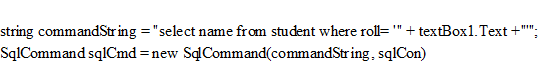 string commandString = "select name from student where roll= '" + textBox1.Text +"'";
SqlCommand sqlCmd = new SqlCommand(commandString, sqlCon)